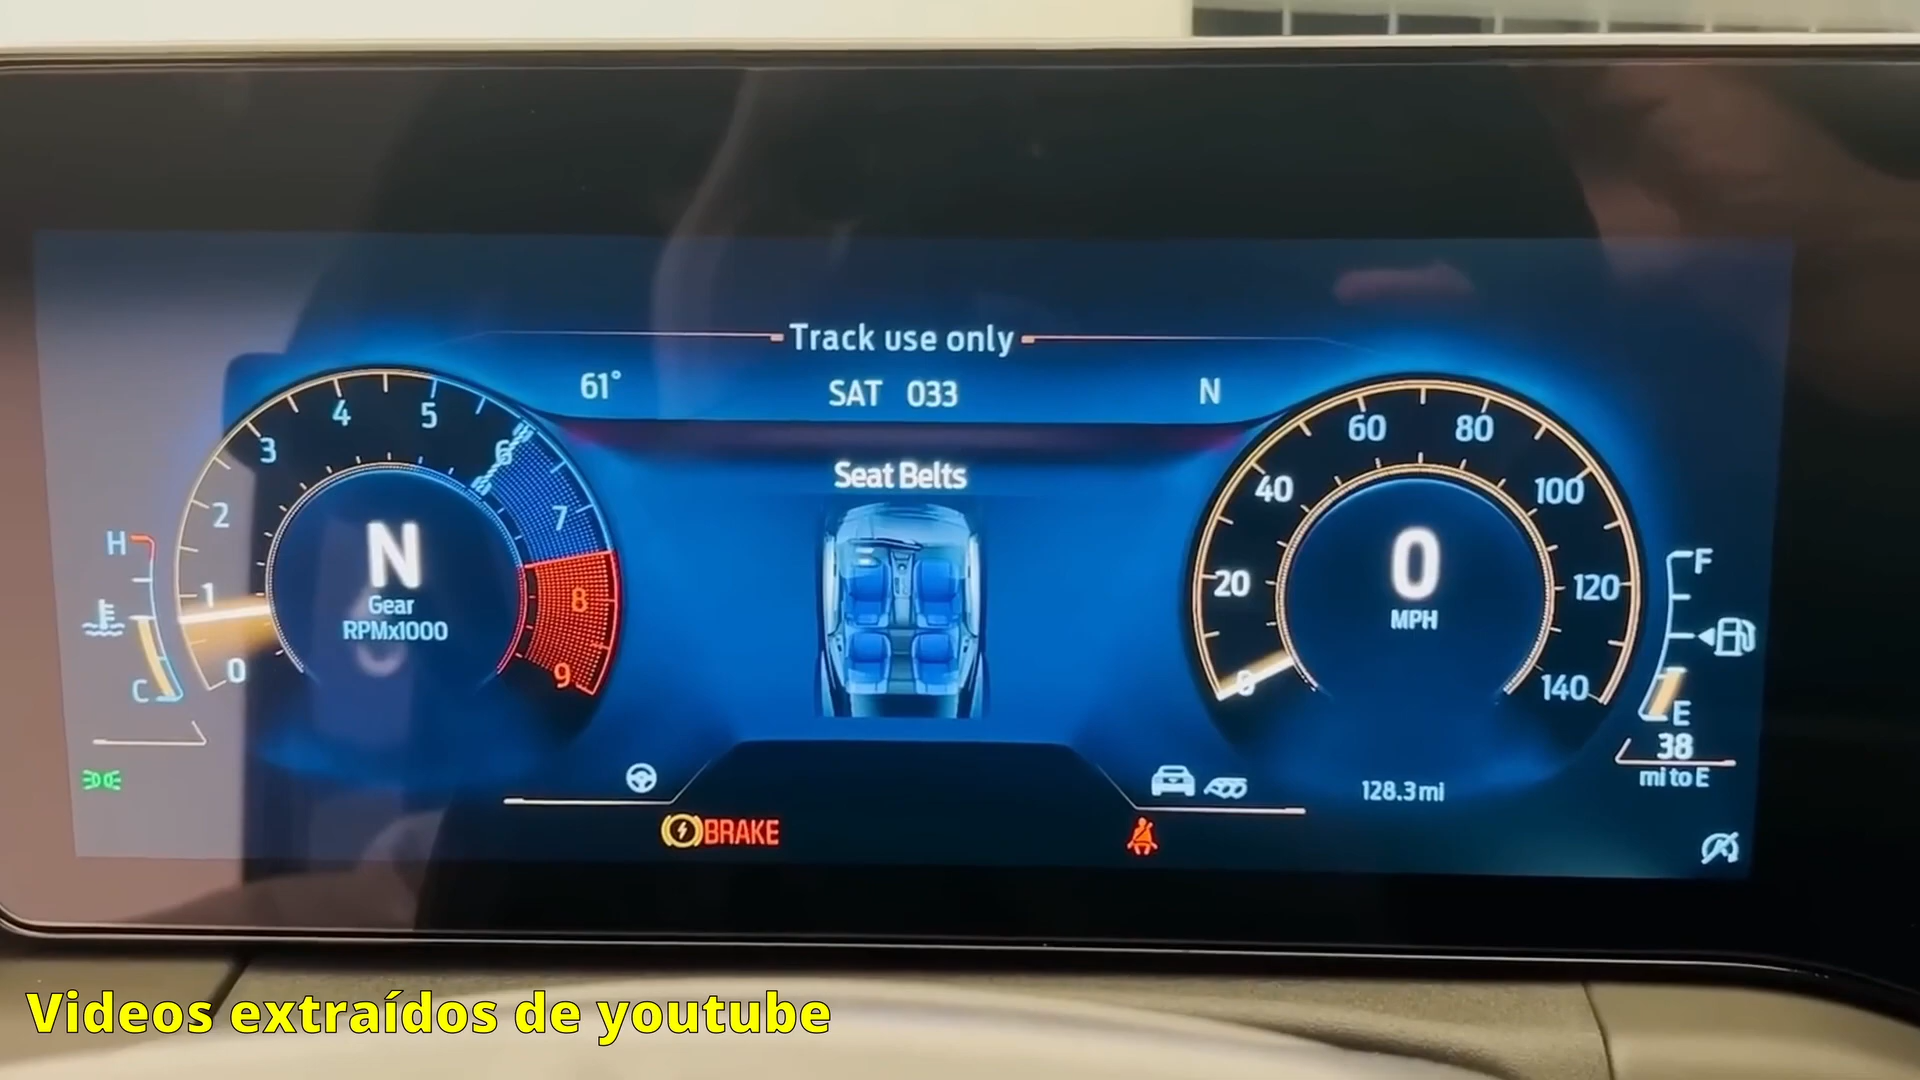 Track use only
61° SAT 033 N
Seat Belts
0 1 2 3 4 5 6 7 8 9
N
Gear
RPMx1000
H
C
0 20 40 60 80 100 120 140
0
MPH
F
E
38
mi to E
128.3 mi
BRAKE
Videos extraídos de youtube